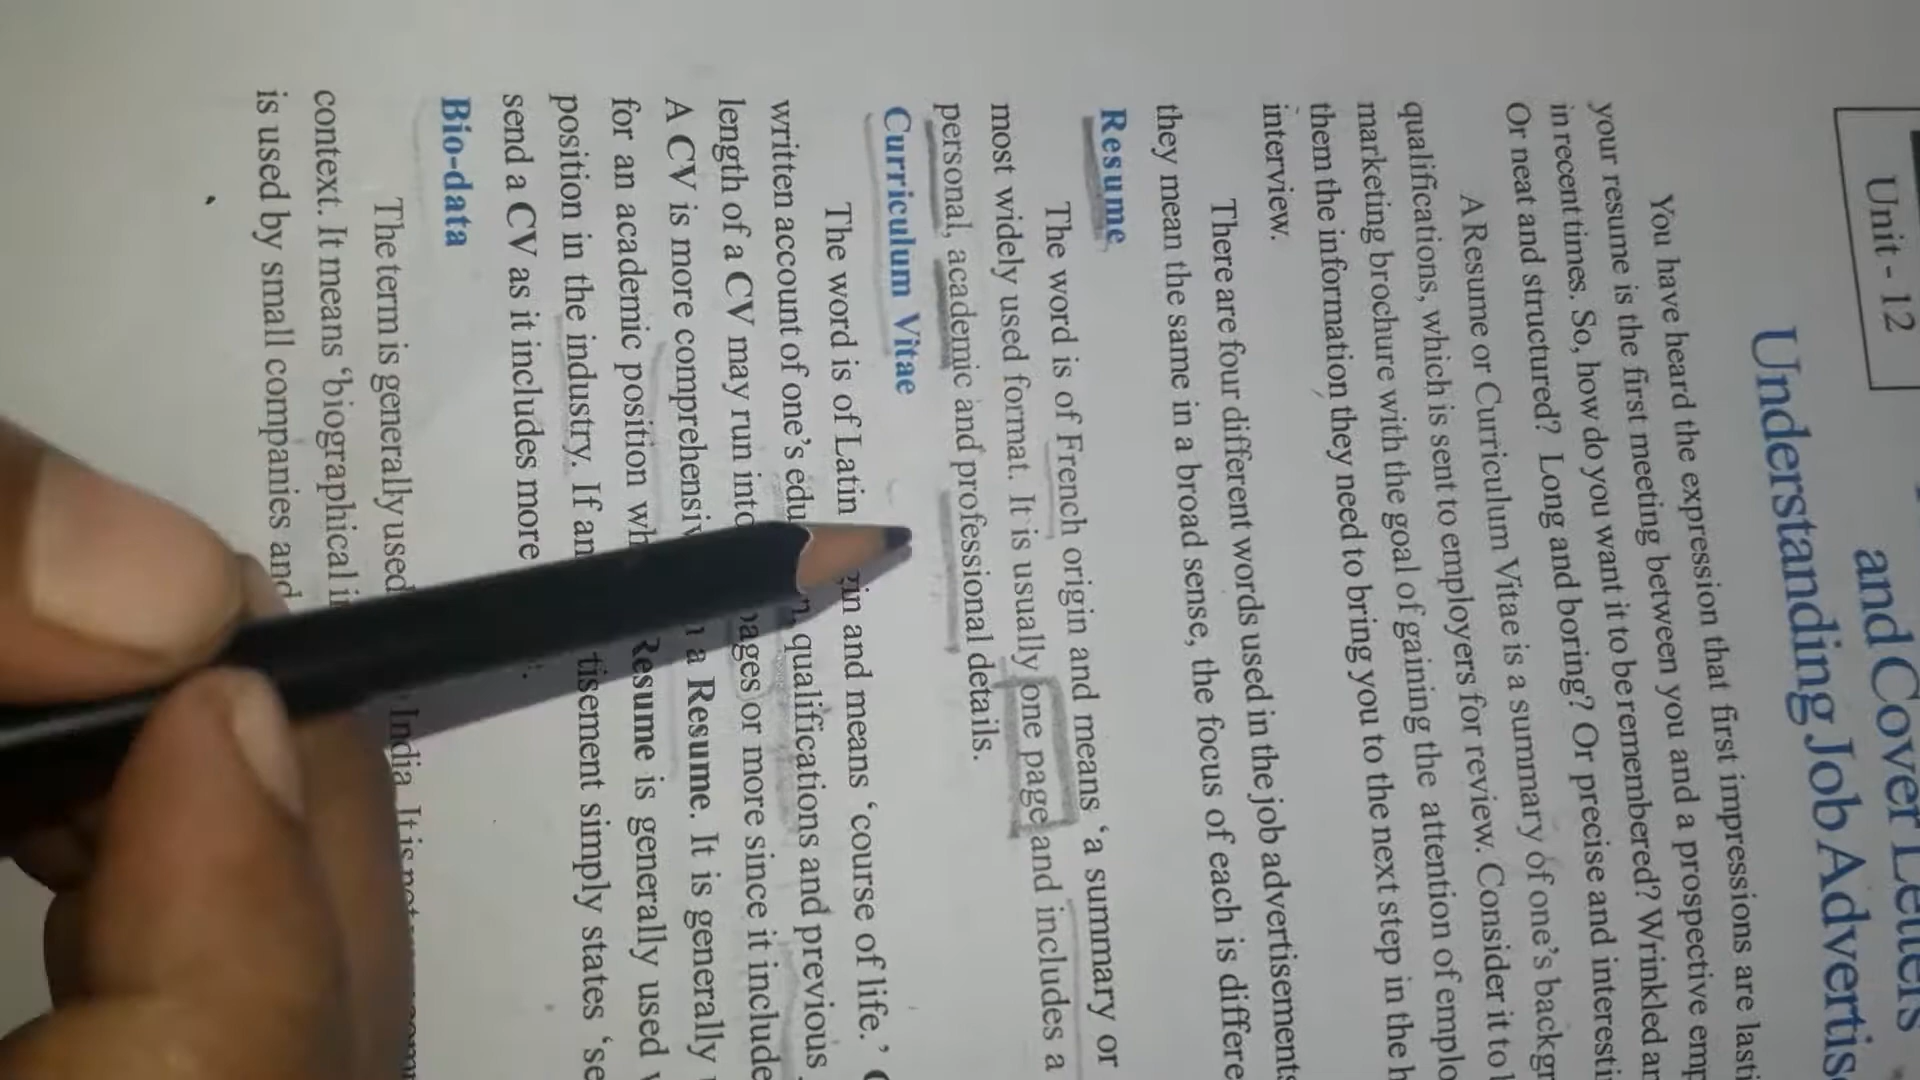 Unit - 12
and Cover Letters
Understanding Job Advertis
You have heard the expression that first impressions are lasti
your resume is the first meeting between you and a prospective emp
in recent times. So, how do you want it to be remembered? Wrinkled an
Or neat and structured? Long and boring? Or precise and interesti
A Resume or Curriculum Vitae is a summary of one's backgr
qualifications, which is sent to employers for review. Consider it to
marketing brochure with the goal of gaining the attention of emplo
them the information they need to bring you to the next step in the h
interview.
There are four different words used in the job advertisements
they mean the same in a broad sense, the focus of each is differe
Resume
The word is of French origin and means 'a summary or
most widely used format. It is usually one page and includes a
personal, academic and professional details.
Curriculum Vitae
The word is of Latin and means 'course of life.'
written account of one's edu qualifications and previous
length of a CV may run into pages or more since it include
A CV is more comprehensiv a Resume. It is generally
for an academic position wh Resume is generally used
position in the industry. If an tisement simply states 'se
send a CV as it includes more
Bio-data
The term is generally used India. It is not
context. It means 'biographical i
is used by small companies and